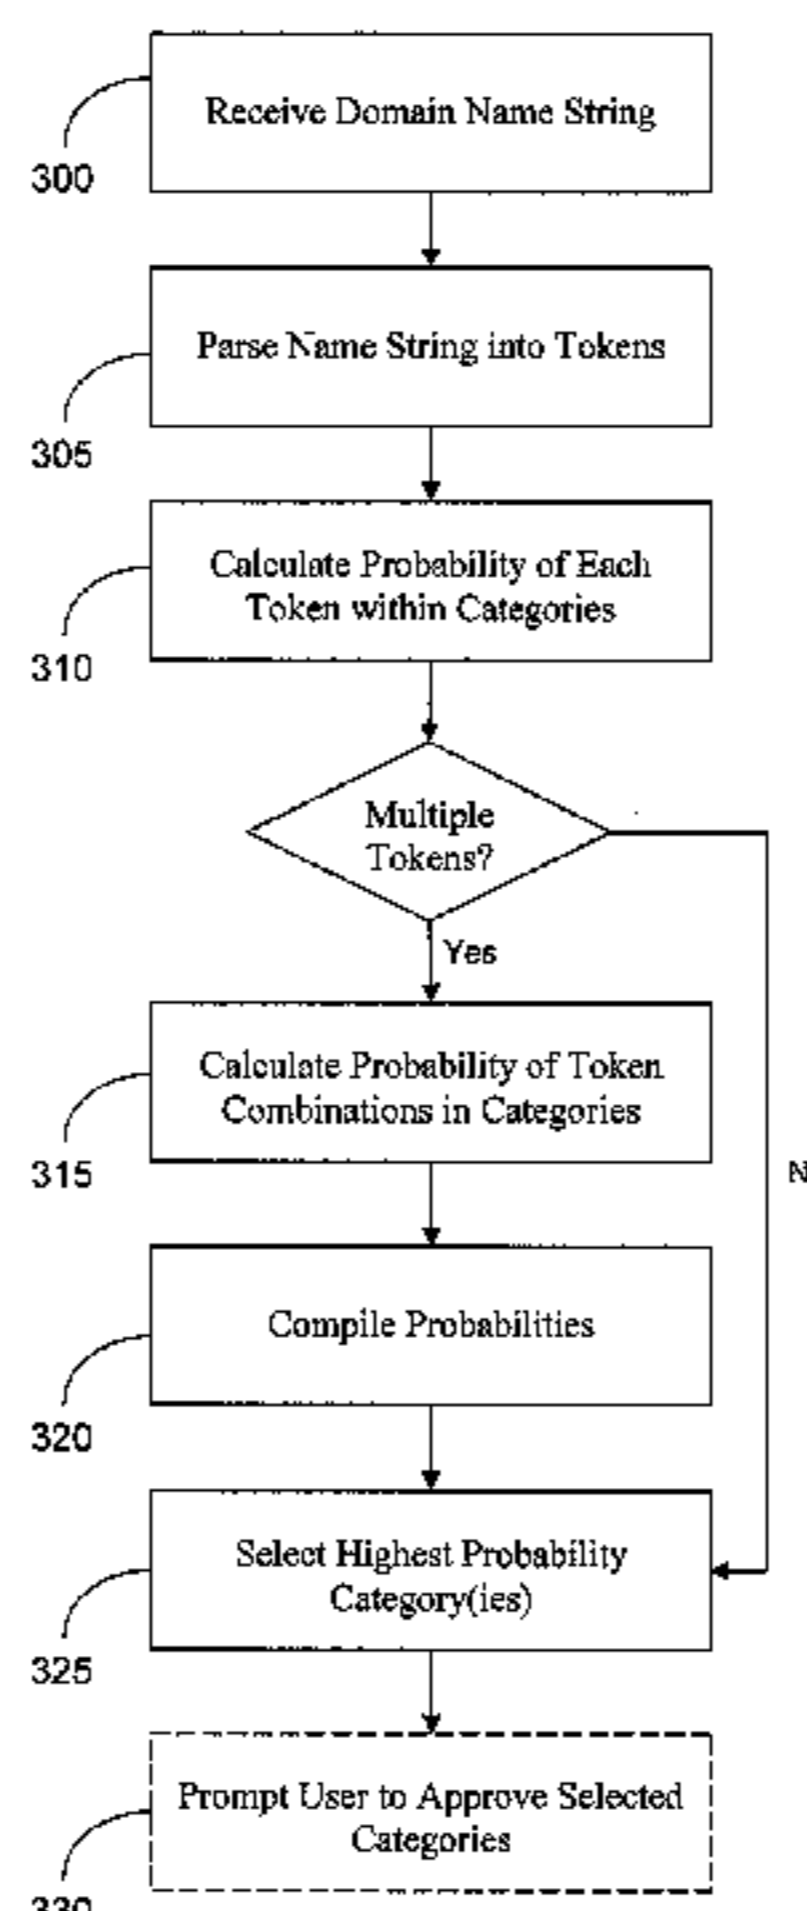 Receive Domain Name String
300
Parse Name String into Tokens
305
Calculate Probability of Each
Token within Categories
310
Multiple
Tokens?
Yes
Calculate Probability of Token
Combinations in Categories
315
N
Compile Probabilities
320
Select Highest Probability
Category(ies)
325
Prompt User to Approve Selected
Categories
330